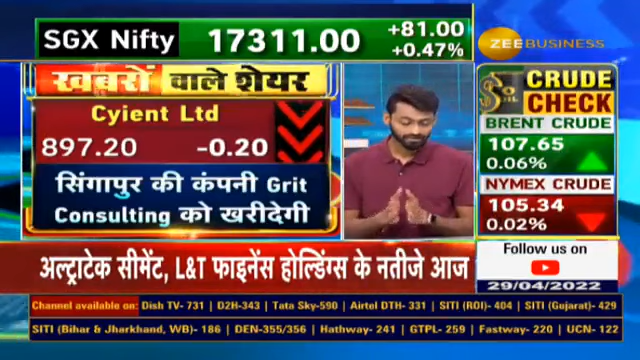 SGX Nifty
17311.00
+81.00
+0.47%
ZEE BUSINESS
खबरों वाले शेयर
Cyient Ltd
897.20 -0.20
सिंगापुर की कंपनी Grit
Consulting को खरीदेगी
CRUDE
CHECK
OIL
BRENT CRUDE
107.65
0.06%
NYMEX CRUDE
105.34
0.02%
Follow us on
29/04/2022
अल्ट्राटेक सीमेंट, L&T फाइनेंस होल्डिंग्स के नतीजे आज
Channel available on: Dish TV- 731 | D2H-343 | Tata Sky-590 | Airtel DTH- 331 | SITI (ROI)- 404 | SITI (Gujarat)- 429
SITI (Bihar & Jharkhand, WB)- 186 | DEN-355/356 | Hathway- 241 | GTPL- 259 | Fastway- 220 | UCN- 122